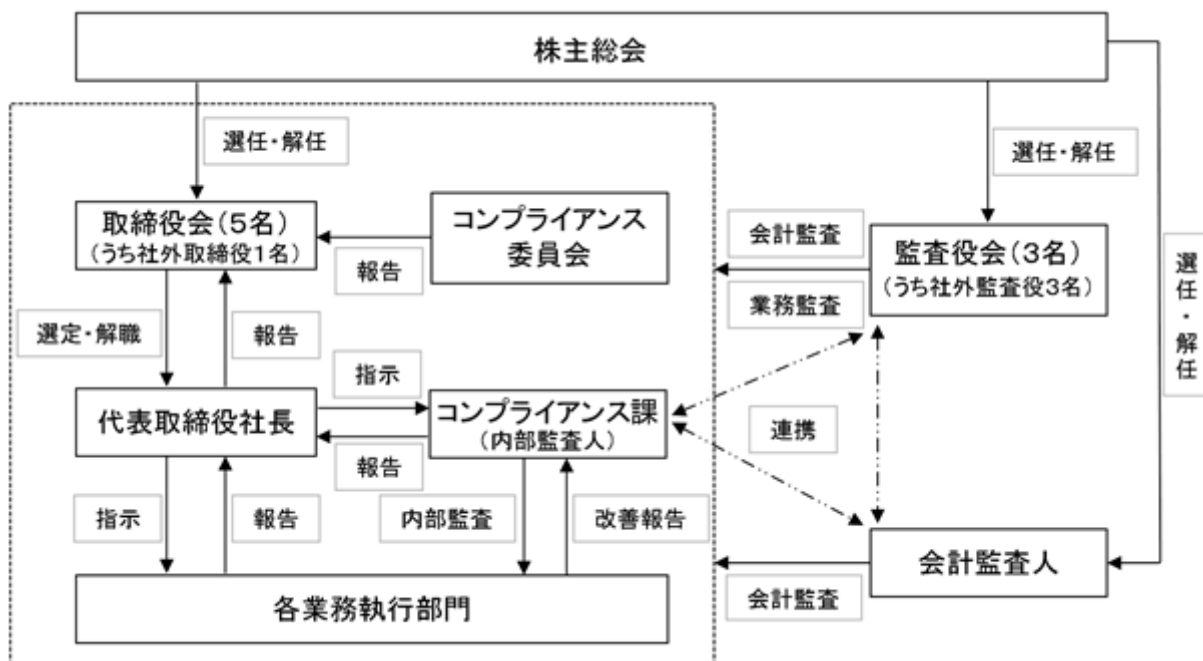 株主総会
選任・解任
選任・解任
選任・解任
取締役会(5名)
(うち社外取締役1名)
コンプライアンス
委員会
報告
会計監査
業務監査
監査役会(3名)
(うち社外監査役3名)
選定・解職
報告
指示
代表取締役社長
コンプライアンス課
(内部監査人)
報告
連携
指示
報告
内部監査
改善報告
会計監査人
会計監査
各業務執行部門